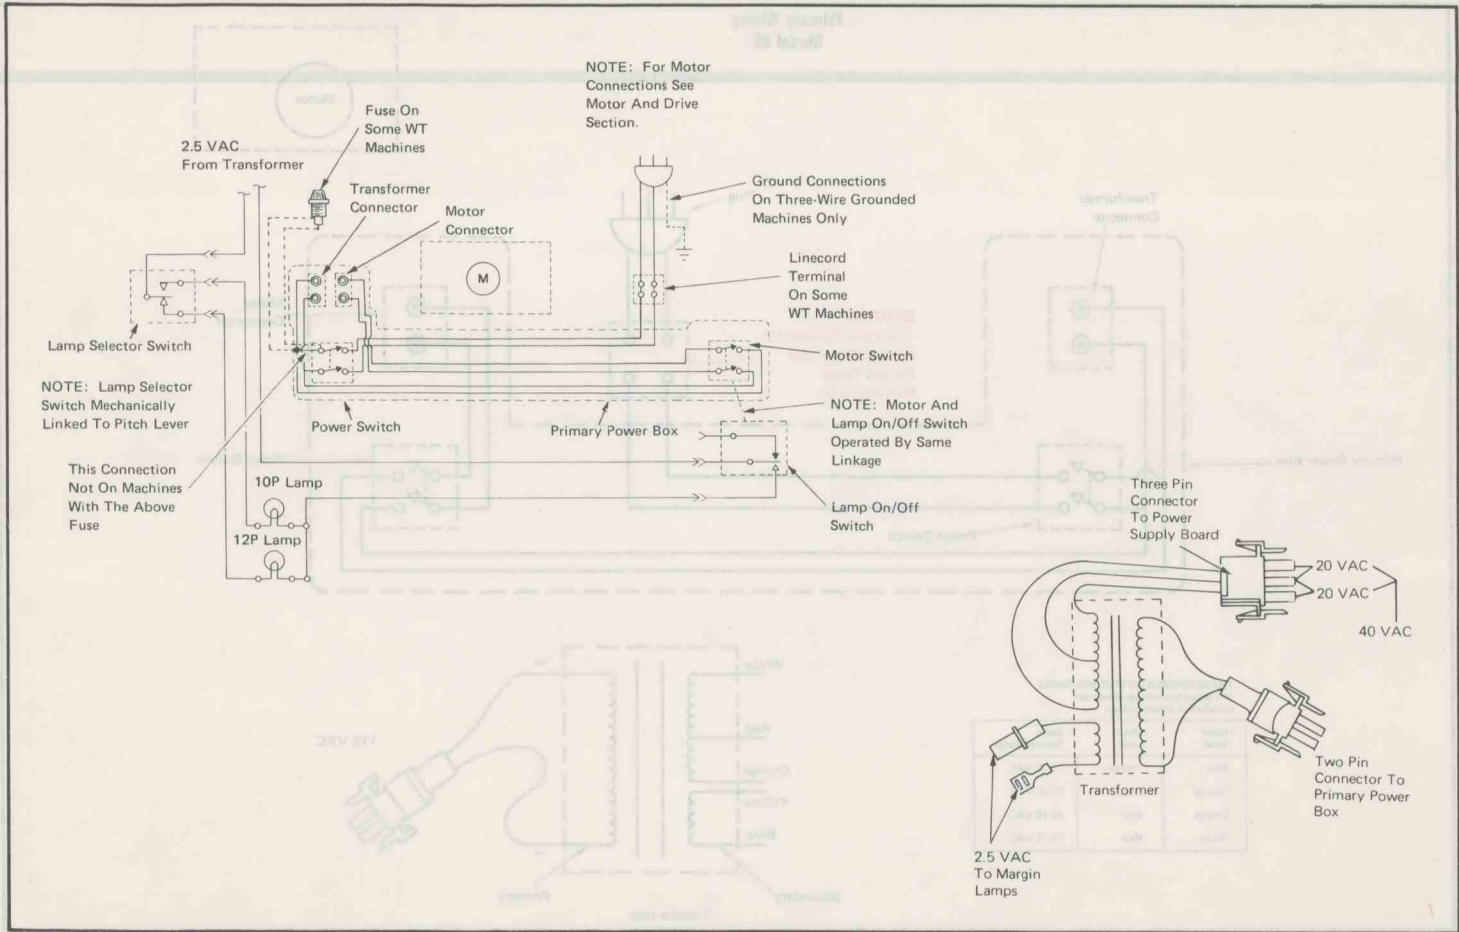 NOTE: For Motor
Connections See
Motor And Drive
Section.
Fuse On
Some WT
Machines
2.5 VAC
From Transformer
Transformer
Connector
Motor
Connector
Ground Connections
On Three-Wire Grounded
Machines Only
M
Linecord
Terminal
On Some
WT Machines
Lamp Selector Switch
Motor Switch
NOTE: Lamp Selector
Switch Mechanically
Linked To Pitch Lever
Power Switch
Primary Power Box
NOTE: Motor And
Lamp On/Off Switch
Operated By Same
Linkage
This Connection
Not On Machines
With The Above
Fuse
10P Lamp
12P Lamp
Lamp On/Off
Switch
Three Pin
Connector
To Power
Supply Board
20 VAC
20 VAC
40 VAC
Transformer
Two Pin
Connector To
Primary Power
Box
2.5 VAC
To Margin
Lamps